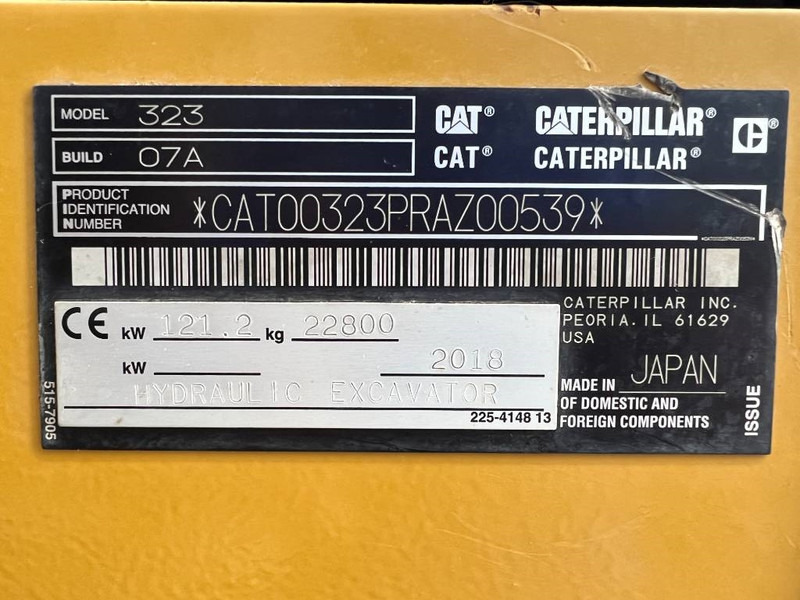 MODEL 323
BUILD 07A
CAT® CATERPILLAR® C®
CAT® CATERPILLAR®
PRODUCT
IDENTIFICATION
NUMBER
PIN
*CAT00323PRAZ00539*
CE kW 121.2 kg 22800
kW 2018
HYDRAULIC EXCAVATOR
225-4148 13
CATERPILLAR INC.
PEORIA. IL 61629
USA
MADE IN JAPAN
OF DOMESTIC AND
FOREIGN COMPONENTS
515-7905
ISSUE